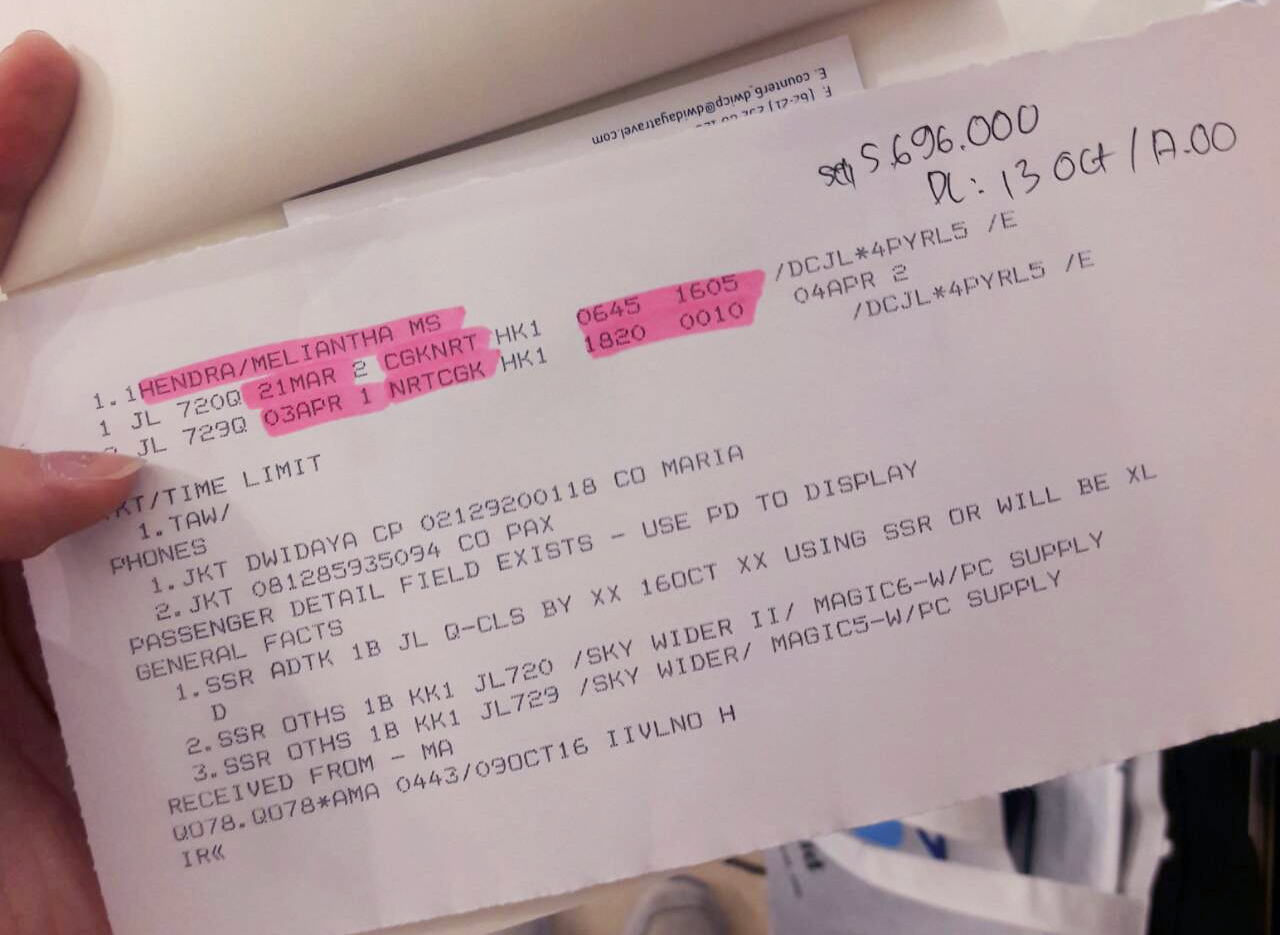 E. counter6.dwicp@dwidayatravel.com
5.696.000
DL: 13 Oct / 17.00
1.1HENDRA/MELIANTHA MS
1 JL 720Q 21MAR 2 CGKNRT HK1 0645 1605 /DCJL*4PYRL5 /E
JL 729Q 03APR 1 NRTCGK HK1 1820 0010 04APR 2
/DCJL*4PYRL5 /E
KT/TIME LIMIT
1.TAW/
PHONES
1.JKT DWIDAYA CP 02129200118 CO MARIA
2.JKT 081285935094 CO PAX
PASSENGER DETAIL FIELD EXISTS - USE PD TO DISPLAY
GENERAL FACTS
1.SSR ADTK 1B JL Q-CLS BY XX 16OCT XX USING SSR OR WILL BE XL
D
2.SSR OTHS 1B KK1 JL720 /SKY WIDER II/ MAGIC6-W/PC SUPPLY
3.SSR OTHS 1B KK1 JL729 /SKY WIDER/ MAGIC5-W/PC SUPPLY
RECEIVED FROM - MA
Q078.Q078*AMA 0443/09OCT16 IIVLNO H
IR«